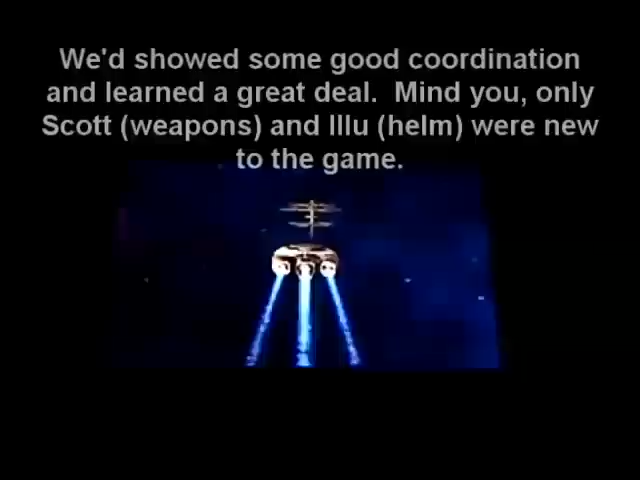 We'd showed some good coordination
and learned a great deal.  Mind you, only
Scott (weapons) and Illu (helm) were new
to the game.